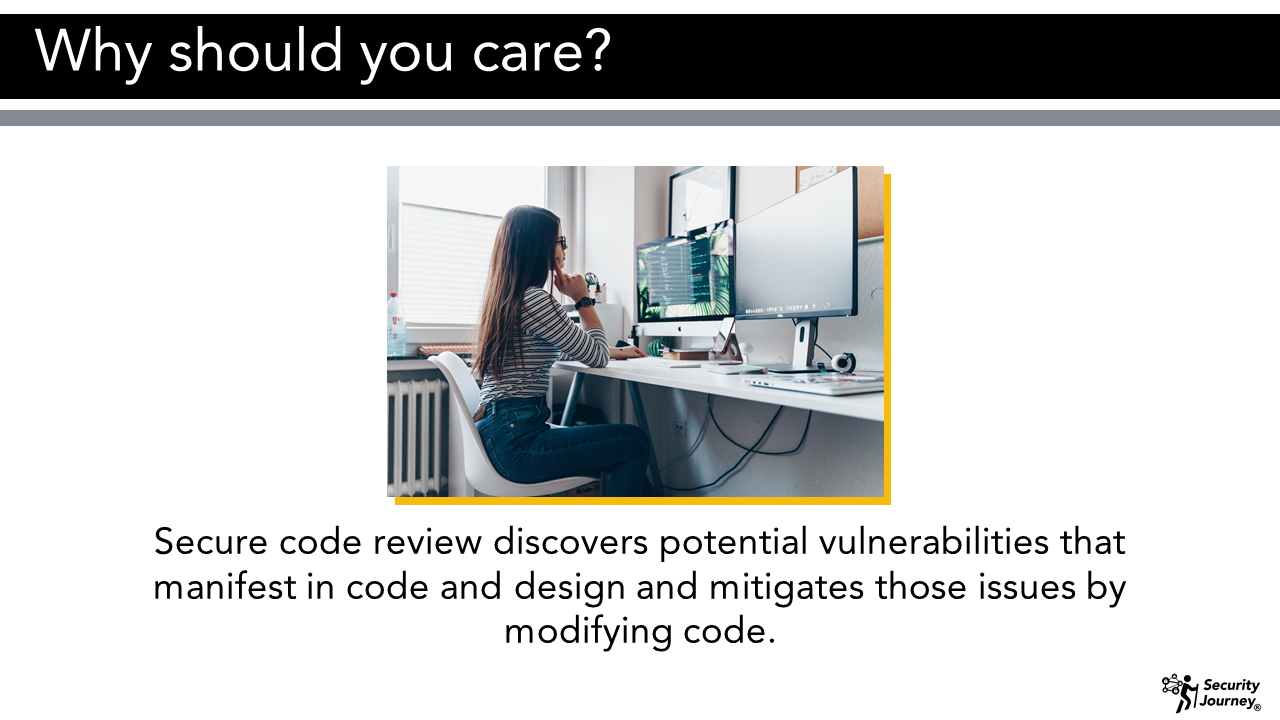 Why should you care?
Secure code review discovers potential vulnerabilities that
manifest in code and design and mitigates those issues by
modifying code.
Security
Journey®